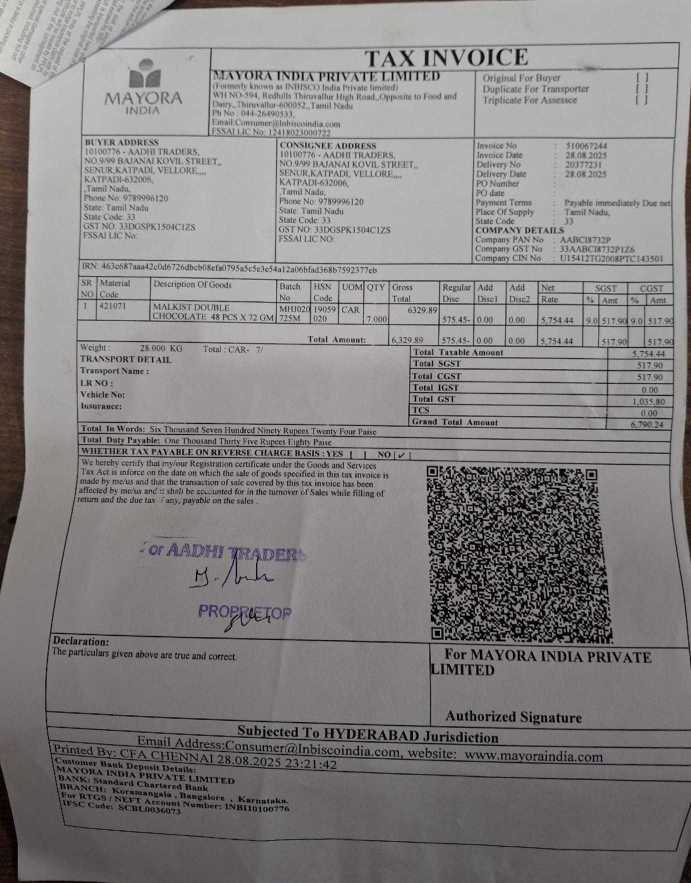 TAX INVOICE
MAYORA
INDIA
MAYORA INDIA PRIVATE LIMITED
(Formerly known as INBISCO India Private limited)
WH NO-594, Redhills Thiruvallur High Road,,Opposite to Food and
Dairy,,Thiruvallur-600052,,Tamil Nadu
Ph No : 044-26490533,
Email:Consumer@Inbiscoindia.com
FSSAI LIC No: 12418023000722
Original For Buyer [ ]
Duplicate For Transporter [ ]
Triplicate For Assessee [ ]
BUYER ADDRESS
10100776 - AADHI TRADERS,
NO.9/99 BAJANAI KOVIL STREET,,
SENUR,KATPADI, VELLORE,,,,
KATPADI-632006,
,Tamil Nadu,
Phone No: 9789996120
State: Tamil Nadu
State Code: 33
GST NO: 33DGSPK1504C1ZS
FSSAI LIC No:
CONSIGNEE ADDRESS
10100776 - AADHI TRADERS,
NO.9/99 BAJANAI KOVIL STREET,,
SENUR,KATPADI, VELLORE,,,,
KATPADI-632006,
,Tamil Nadu,
Phone No: 9789996120
State: Tamil Nadu
State Code: 33
GST NO: 33DGSPK1504C1ZS
FSSAI LIC No:
Invoice No : 510067244
Invoice Date : 28.08.2025
Delivery No : 20377231
Delivery Date : 28.08.2025
PO Number :
PO date
Payment Terms : Payable immediately Due net
Place Of Supply : Tamil Nadu,
State Code : 33
COMPANY DETAILS
Company PAN No : AABCI8732P
Company GST No : 33AABCI8732P1Z6
Company CIN No : U15412TG2008PTC143501
IRN: 463c687aaa42c0d6726dbcb08efa0795a5c5e3e54a12a06bfad368b7592377eb
SR NO Material Code Description Of Goods Batch No HSN Code UOM QTY Gross Total Regular Disc Add Disc1 Add Disc2 Net Rate SGST % Amt CGST % Amt
1 421071 MALKIST DOUBLE CHOCOLATE 48 PCS X 72 GM MHJ020 725M 19059 020 CAR 7.000 6329.89 575.45- 0.00 0.00 5,754.44 9.0 517.90 9.0 517.90
Total Amount: 6,329.89 575.45- 0.00 0.00 5,754.44 517.90 517.90
Weight : 28.000 KG Total : CAR- 7/
TRANSPORT DETAIL
Transport Name :
LR NO :
Vehicle No:
Insurance:
Total Taxable Amount 5,754.44
Total SGST 517.90
Total CGST 517.90
Total IGST 0.00
Total GST 1,035.80
TCS 0.00
Grand Total Amount 6,790.24
Total In Words: Six Thousand Seven Hundred Ninety Rupees Twenty Four Paise
Total Duty Payable: One Thousand Thirty Five Rupees Eighty Paise
WHETHER TAX PAYABLE ON REVERSE CHARGE BASIS : YES [ ] NO [✓]
We hereby certify that my/our Registration certificate under the Goods and Services
Tax Act is inforce on the date on which the sale of goods specified in this tax invoice is
made by me/us and that the transaction of sale covered by this tax invoice has been
affected by me/us and it shall be accounted for in the turnover of Sales while filling of
return and the due tax if any, payable on the sales .
For AADHI TRADERS
PROPRIETOR
Declaration:
The particulars given above are true and correct.
For MAYORA INDIA PRIVATE
LIMITED
Authorized Signature
Subjected To HYDERABAD Jurisdiction
Email Address:Consumer@Inbiscoindia.com, website: www.mayoraindia.com
Printed By: CFA CHENNAI 28.08.2025 23:21:42
Customer Bank Deposit Details:
MAYORA INDIA PRIVATE LIMITED
BANK: Standard Chartered Bank
BRANCH: Koramangala , Bangalore , Karnataka.
For RTGS / NEFT Account Number: INBI10100776
IFSC Code: SCBL0036073